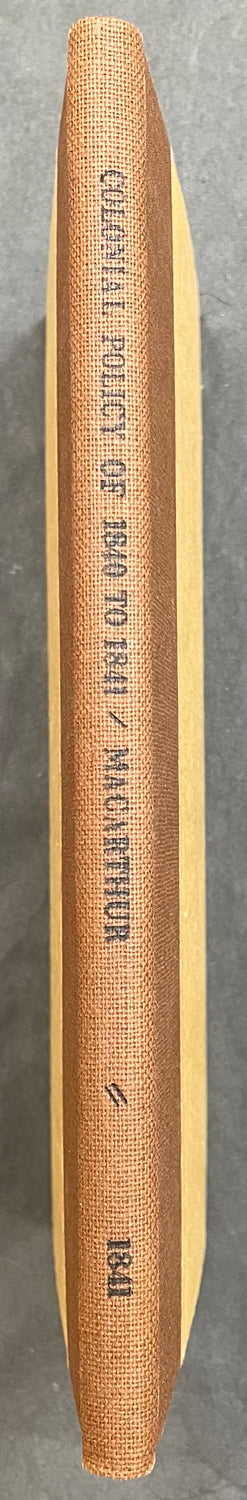 COLONIAL POLICY OF 1840 TO 1841 / MACARTHUR // 1841